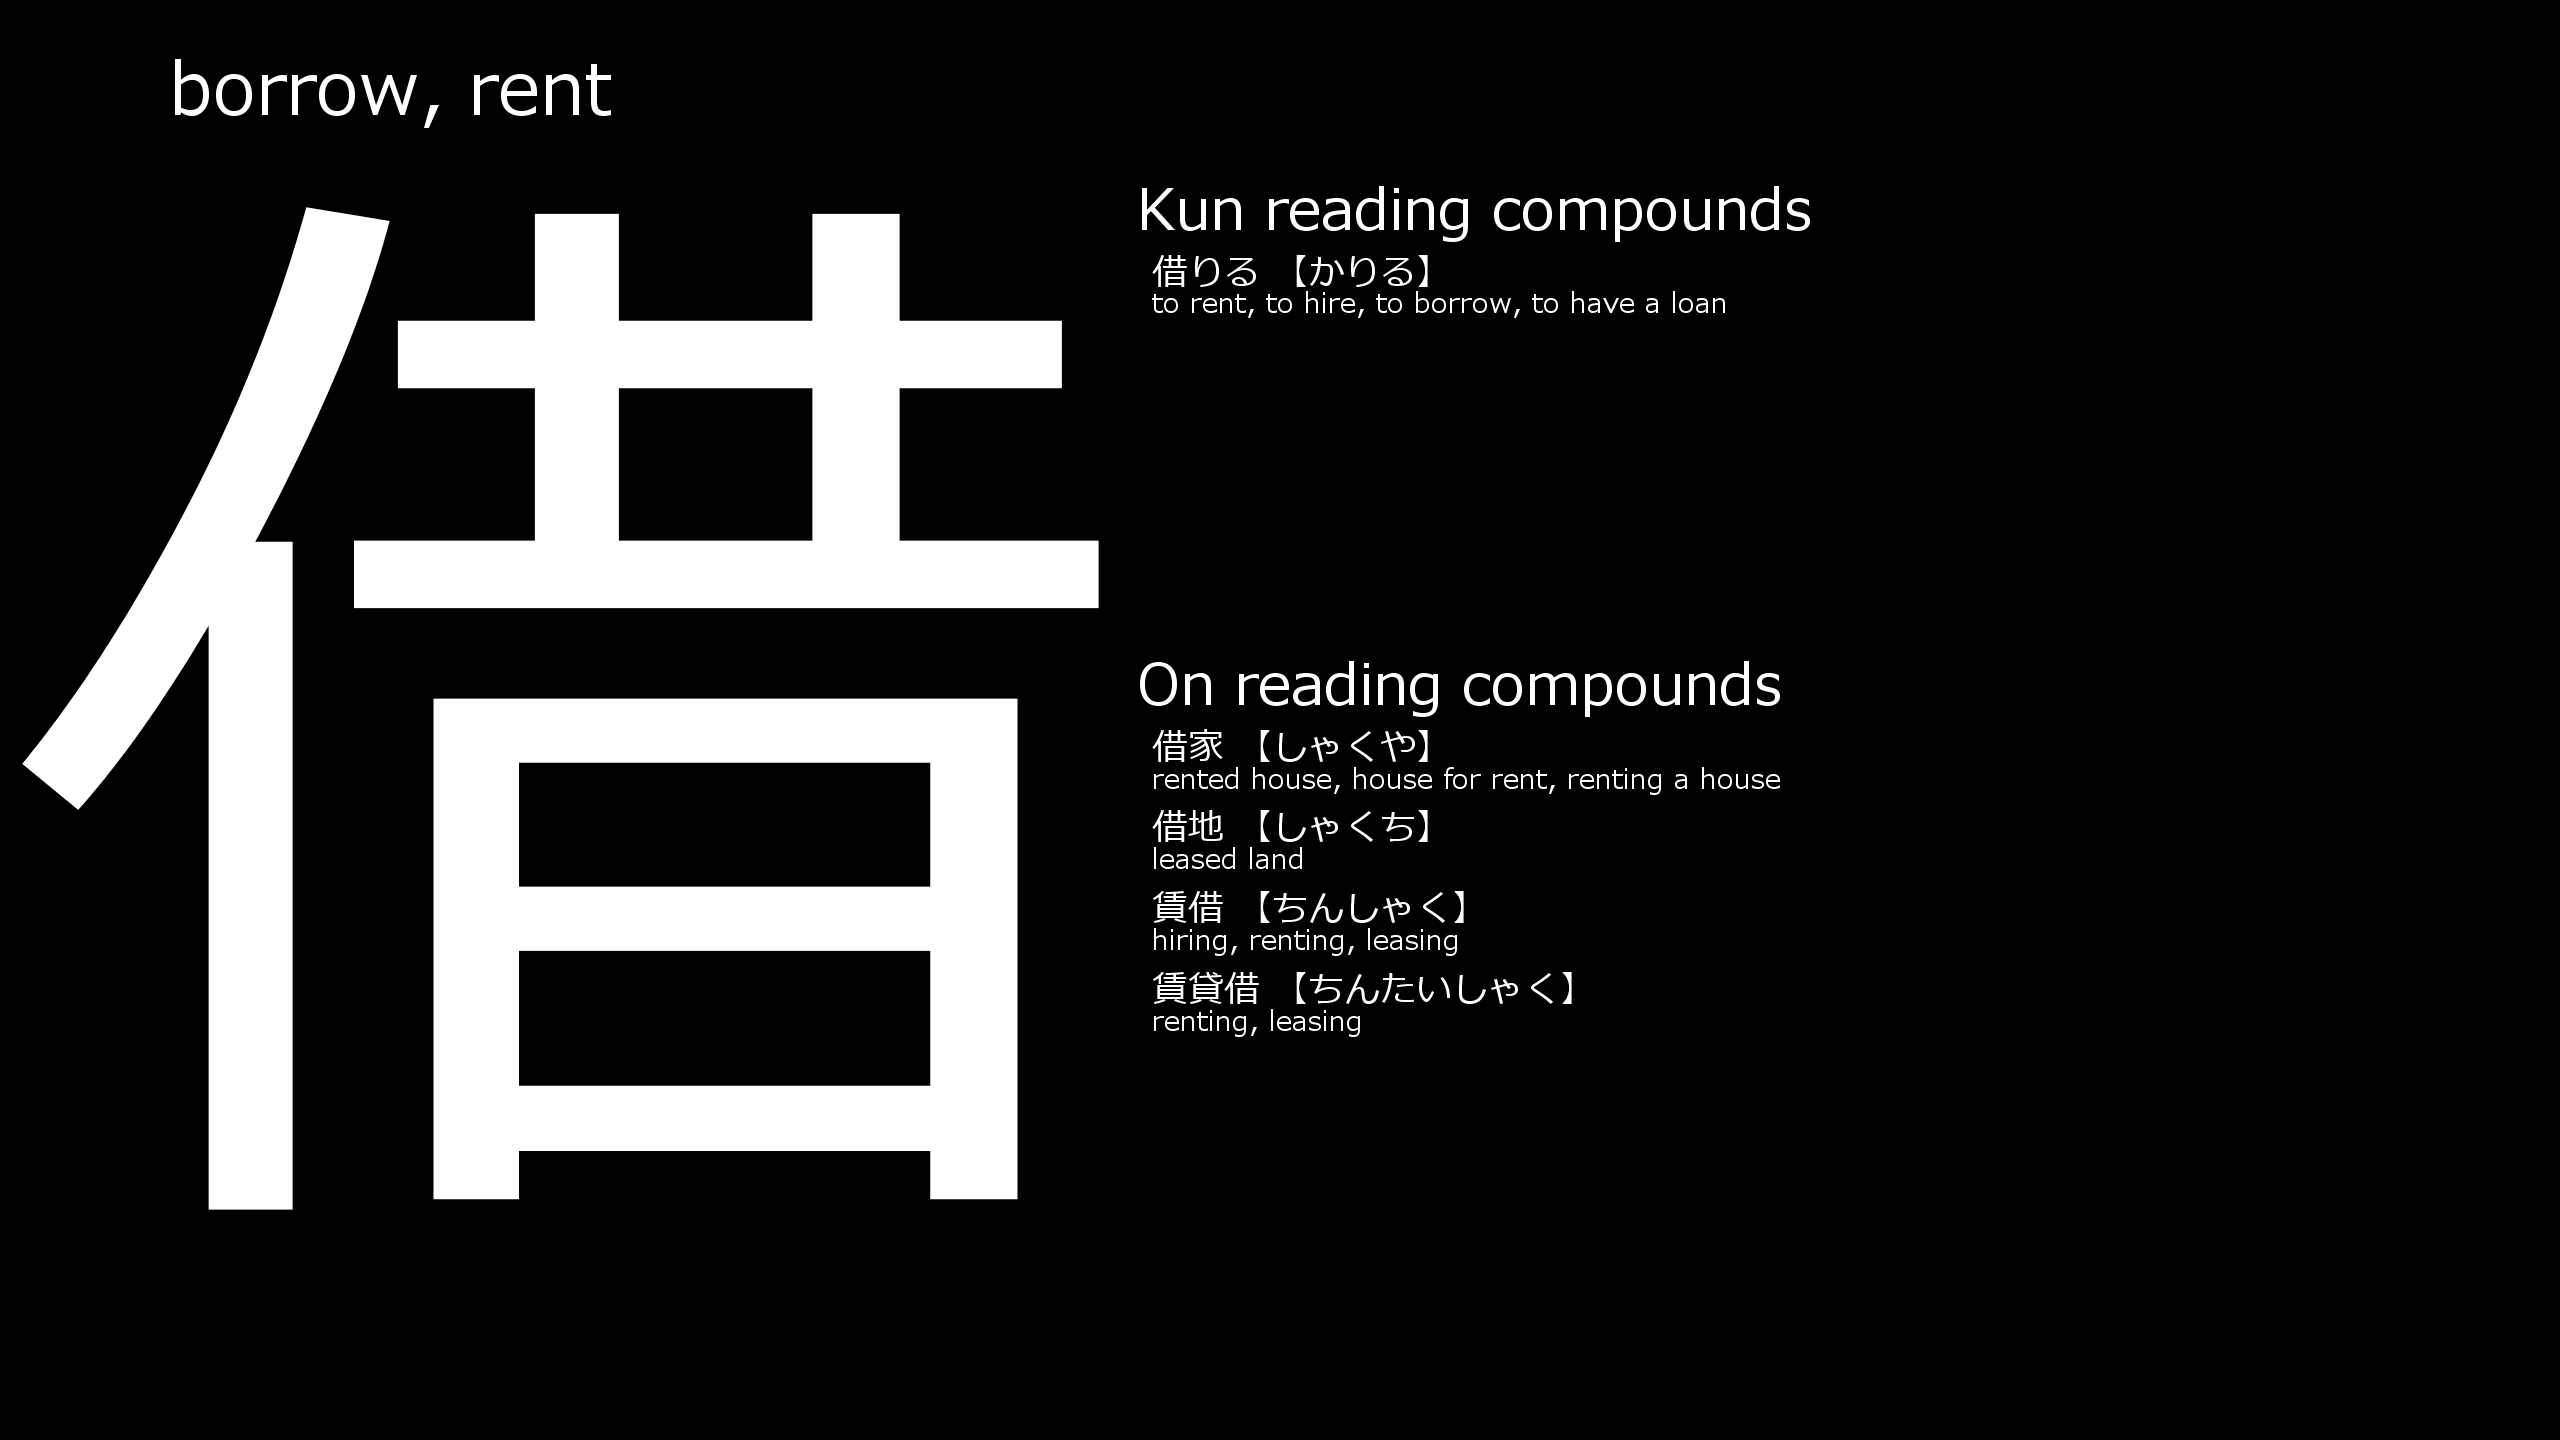 borrow, rent
借
Kun reading compounds
借りる 【かりる】
to rent, to hire, to borrow, to have a loan
On reading compounds
借家 【しゃくや】
rented house, house for rent, renting a house
借地 【しゃくち】
leased land
賃借 【ちんしゃく】
hiring, renting, leasing
賃貸借 【ちんたいしゃく】
renting, leasing